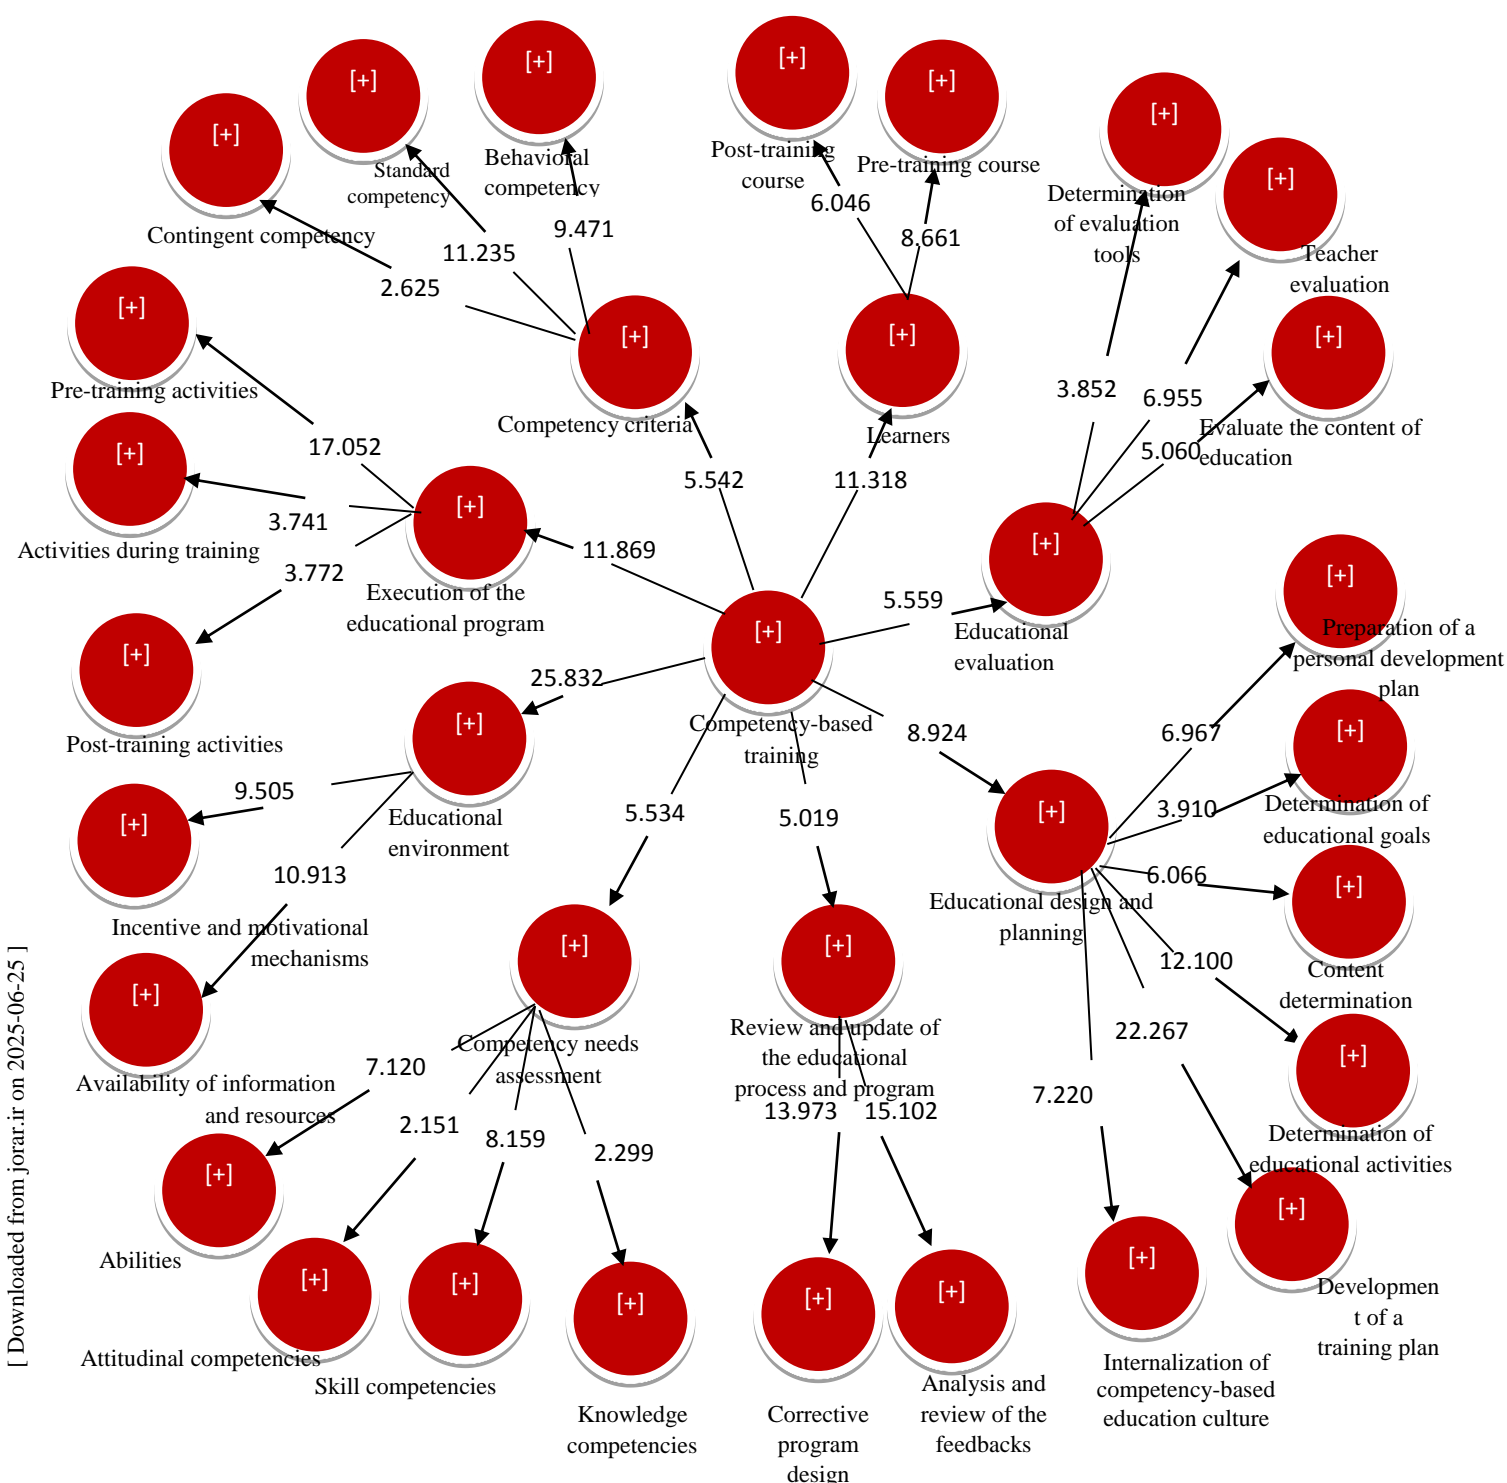 [+]
[+]
[+]
[+]
[+]
[+]
[+]
Standard
competency
Behavioral
competency
Post-training
course
Pre-training course
Determination
of evaluation
tools
Contingent competency
6.046
9.471
8.661
11.235
2.625
Teacher
evaluation
[+]
[+]
[+]
[+]
Pre-training activities
3.852
6.955
Competency criteria
Learners
Evaluate the content of
education
17.052
5.060
[+]
5.542
11.318
[+]
3.741
Activities during training
11.869
[+]
3.772
Execution of the
educational program
5.559
Educational
evaluation
[+]
[+]
Preparation of a
personal development
plan
[+]
25.832
Post-training activities
[+]
Competency-based
training
8.924
6.967
[+]
9.505
Educational
environment
5.534
5.019
3.910
Determination of
educational goals
[+]
[+]
10.913
6.066
[+]
Incentive and motivational
mechanisms
Educational design and
planning
[+]
[+]
12.100
Content
determination
[+]
Competency needs
assessment
Review and update of
the educational
process and program
22.267
[+]
7.120
Availability of information
and resources
7.220
2.151
8.159
2.299
13.973
15.102
Determination of
educational activities
[+]
[+]
Abilities
[+]
[+]
[+]
[+]
[+]
[+]
Development
t of a
training plan
Attitudinal competencies
Skill competencies
Knowledge
competencies
Corrective
program
design
Analysis and
review of the
feedbacks
Internalization of
competency-based
education culture
[ Downloaded from jorar.ir on 2025-06-25 ]